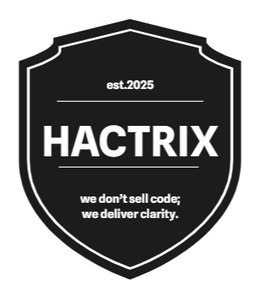 est.2025
HACTRIX
we don't sell code;
we deliver clarity.